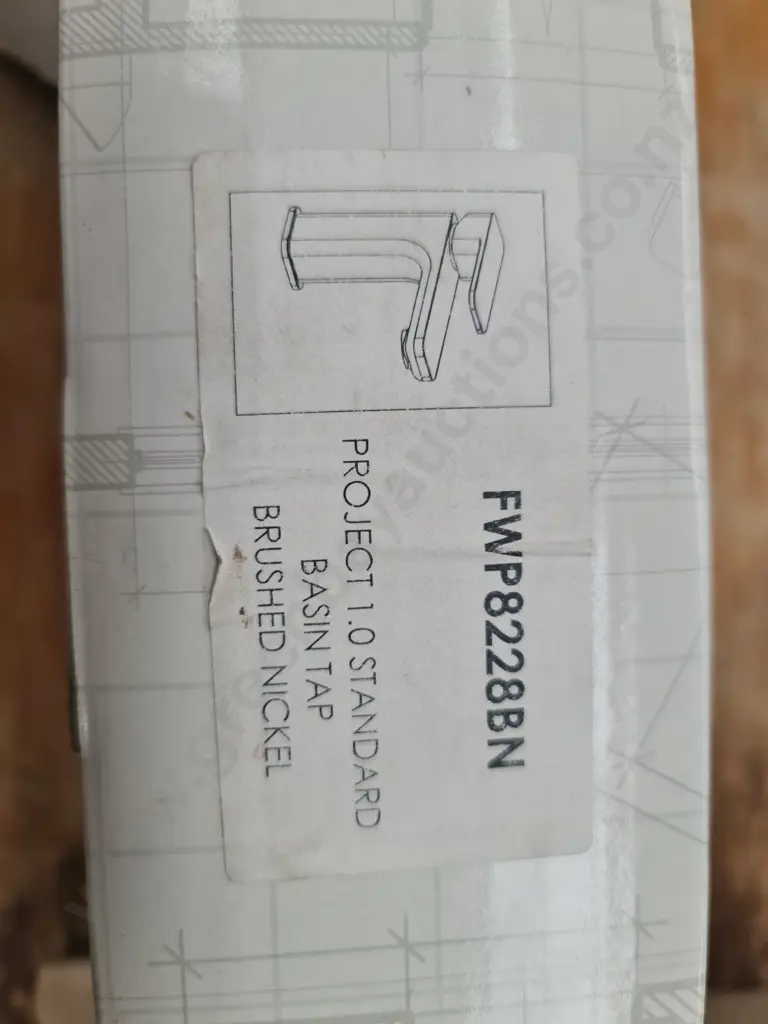 FWP8228BN
PROJECT 1.0 STANDARD
BASIN TAP
BRUSHED NICKEL